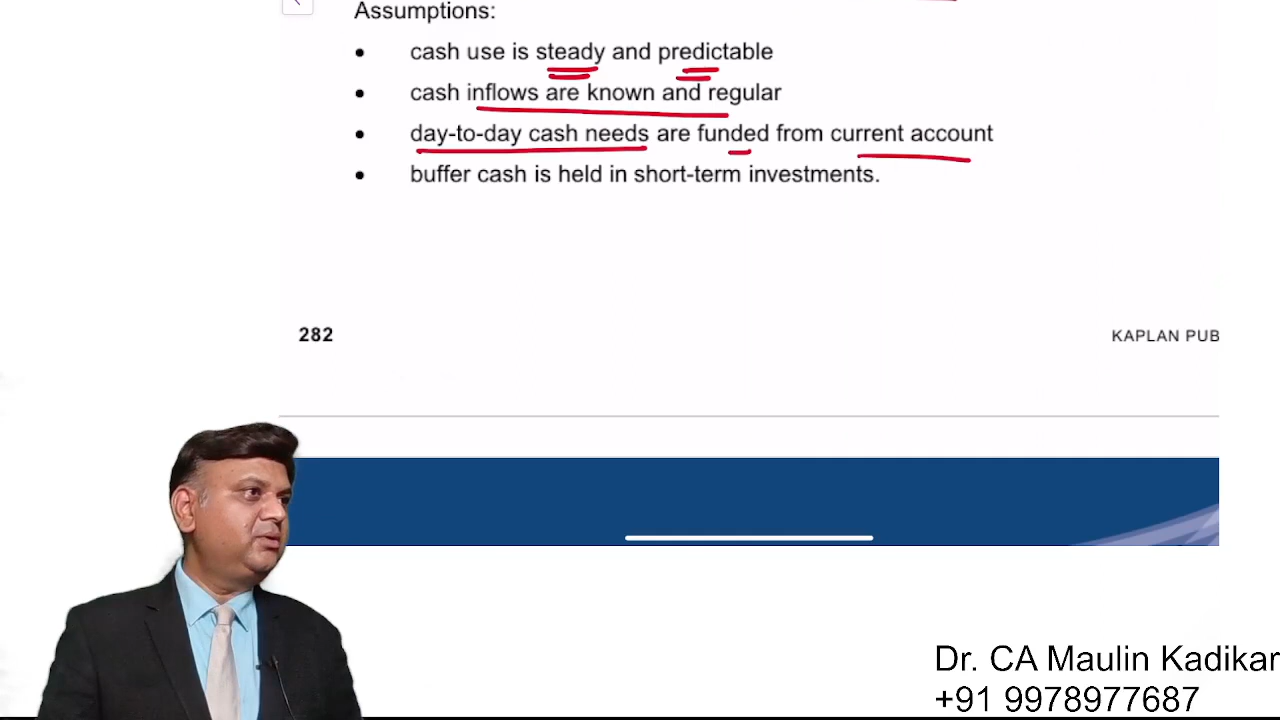 Assumptions:
• cash use is steady and predictable
• cash inflows are known and regular
• day-to-day cash needs are funded from current account
• buffer cash is held in short-term investments.
282
KAPLAN PUB
Dr. CA Maulin Kadikar
+91 9978977687